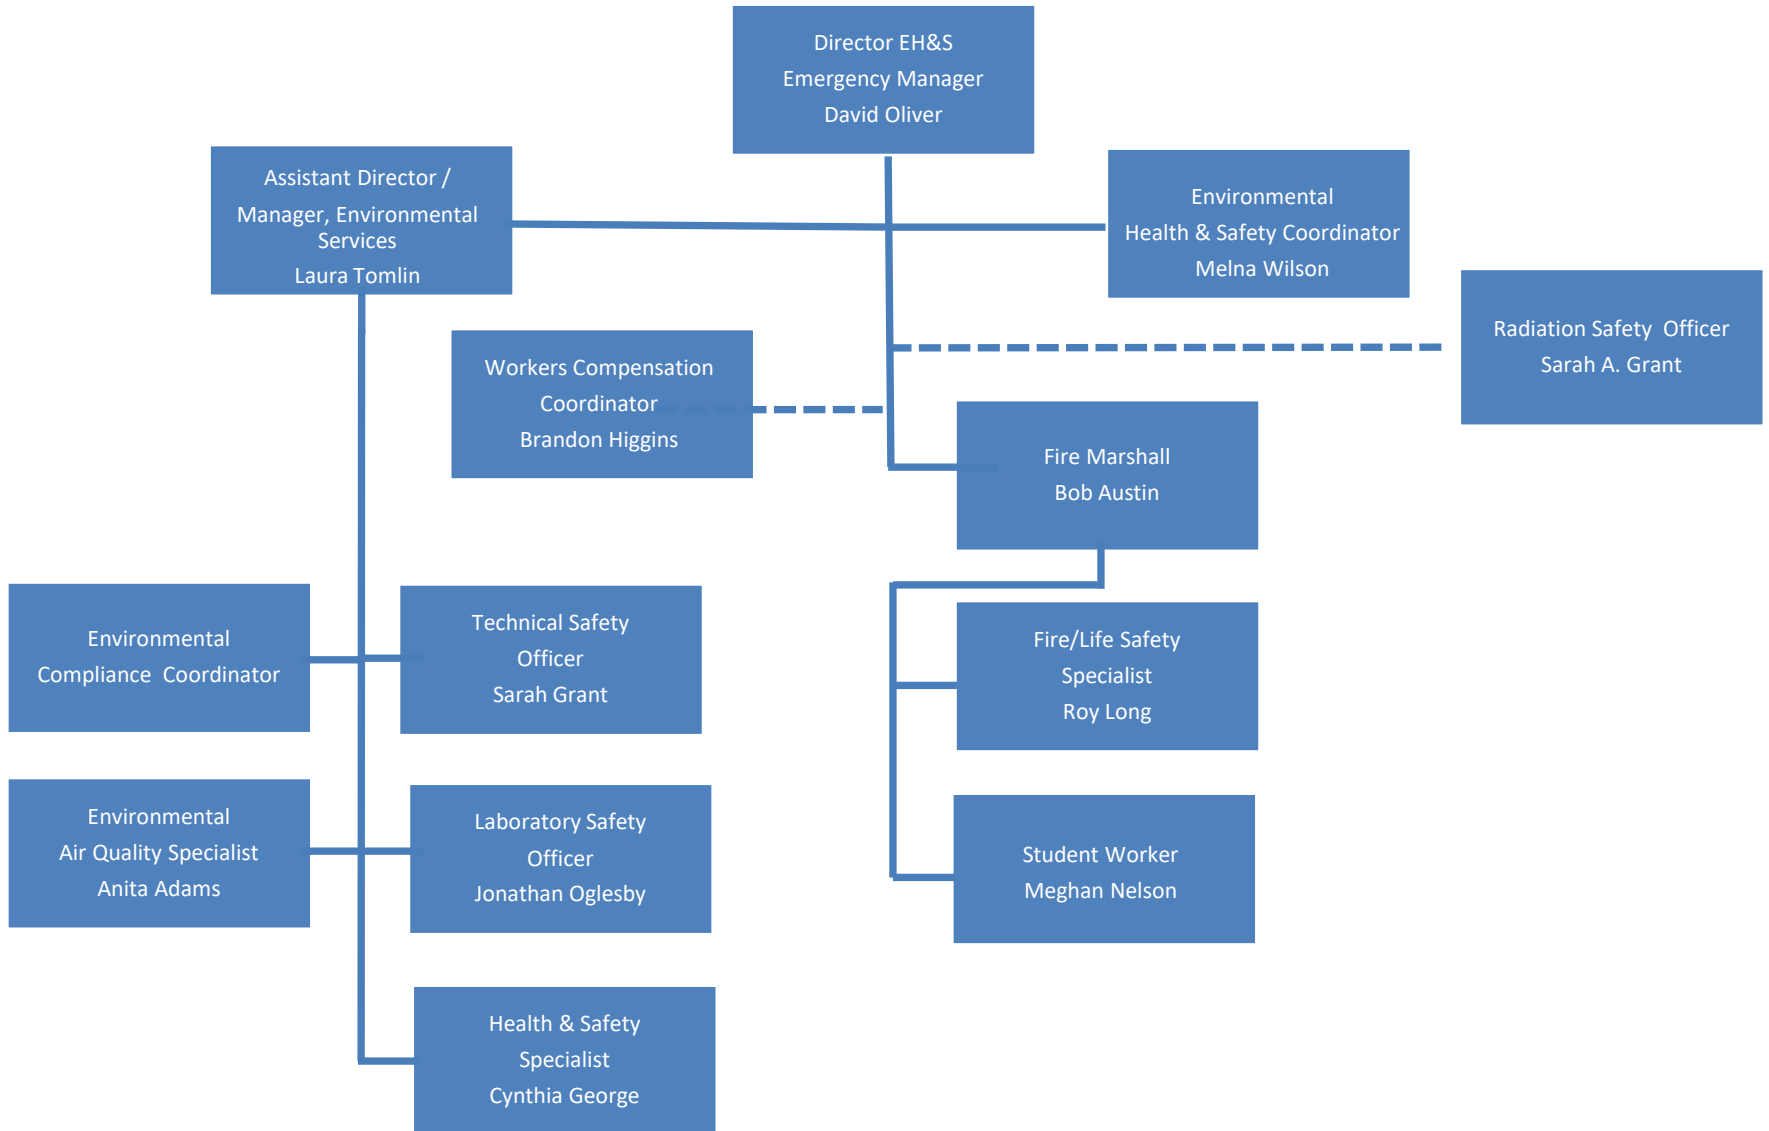 Director EH&S
Emergency Manager
David Oliver
Assistant Director /
Manager, Environmental
Services
Laura Tomlin
Environmental
Health & Safety Coordinator
Melna Wilson
Radiation Safety Officer
Sarah A. Grant
Workers Compensation
Coordinator
Brandon Higgins
Fire Marshall
Bob Austin
Environmental
Compliance Coordinator
Technical Safety
Officer
Sarah Grant
Fire/Life Safety
Specialist
Roy Long
Environmental
Air Quality Specialist
Anita Adams
Laboratory Safety
Officer
Jonathan Oglesby
Student Worker
Meghan Nelson
Health & Safety
Specialist
Cynthia George